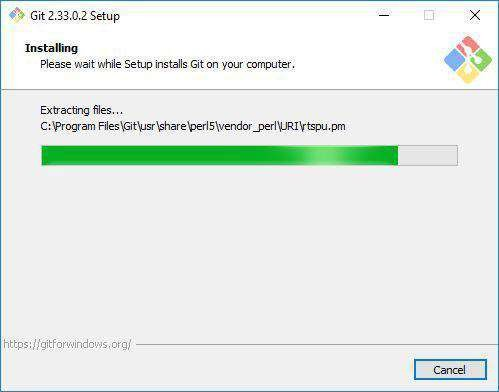 Git 2.33.0.2 Setup
Installing
Please wait while Setup installs Git on your computer.
Extracting files...
C:\Program Files\Git\usr\share\perl5\vendor_perl\URI\rtspu.pm
https://gitforwindows.org/
Cancel